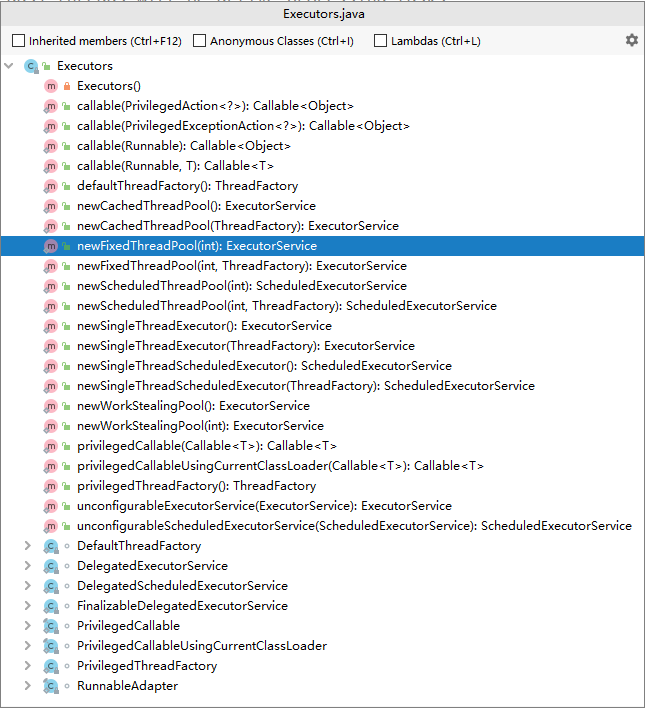 Executors.java
Inherited members (Ctrl+F12) Anonymous Classes (Ctrl+I) Lambdas (Ctrl+L)
Executors
Executors()
callable(PrivilegedAction<?>): Callable<Object>
callable(PrivilegedExceptionAction<?>): Callable<Object>
callable(Runnable): Callable<Object>
callable(Runnable, T): Callable<T>
defaultThreadFactory(): ThreadFactory
newCachedThreadPool(): ExecutorService
newCachedThreadPool(ThreadFactory): ExecutorService
newFixedThreadPool(int): ExecutorService
newFixedThreadPool(int, ThreadFactory): ExecutorService
newScheduledThreadPool(int): ScheduledExecutorService
newScheduledThreadPool(int, ThreadFactory): ScheduledExecutorService
newSingleThreadExecutor(): ExecutorService
newSingleThreadExecutor(ThreadFactory): ExecutorService
newSingleThreadScheduledExecutor(): ScheduledExecutorService
newSingleThreadScheduledExecutor(ThreadFactory): ScheduledExecutorService
newWorkStealingPool(): ExecutorService
newWorkStealingPool(int): ExecutorService
privilegedCallable(Callable<T>): Callable<T>
privilegedCallableUsingCurrentClassLoader(Callable<T>): Callable<T>
privilegedThreadFactory(): ThreadFactory
unconfigurableExecutorService(ExecutorService): ExecutorService
unconfigurableScheduledExecutorService(ScheduledExecutorService): ScheduledExecutorService
DefaultThreadFactory
DelegatedExecutorService
DelegatedScheduledExecutorService
FinalizableDelegatedExecutorService
PrivilegedCallable
PrivilegedCallableUsingCurrentClassLoader
PrivilegedThreadFactory
RunnableAdapter